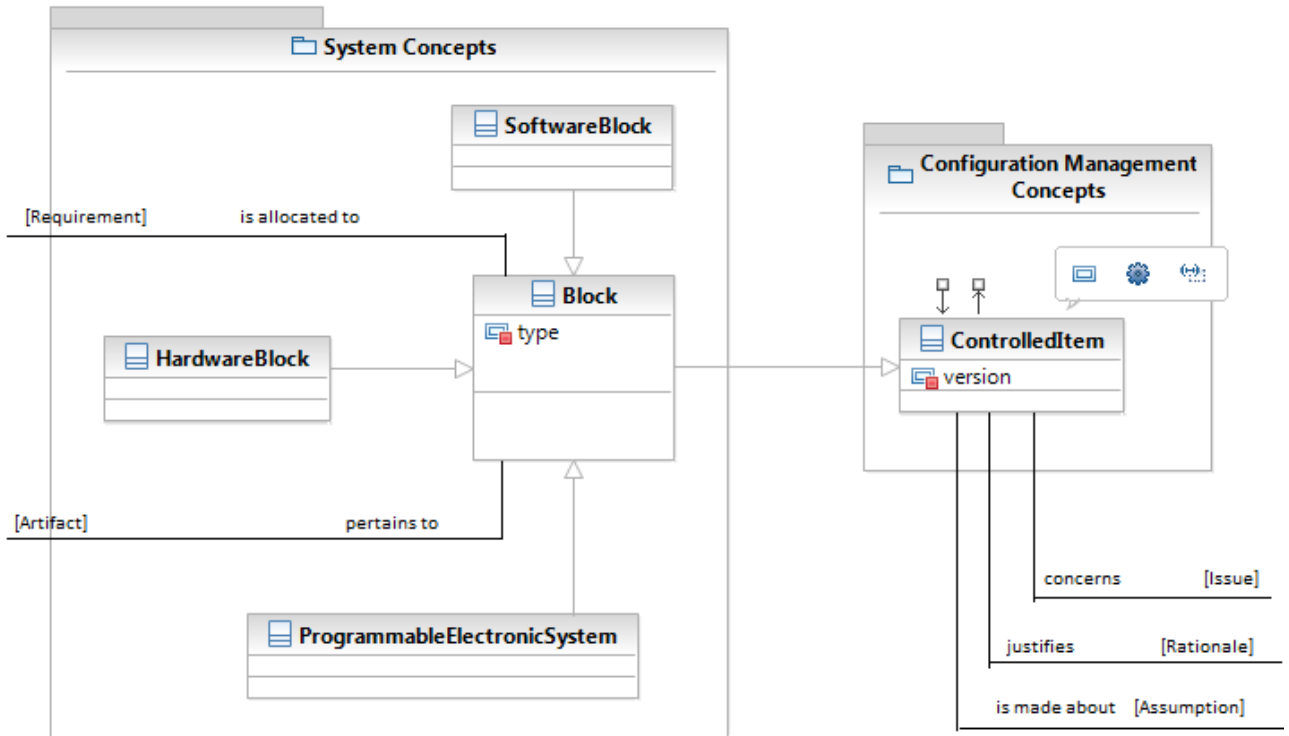 System Concepts
SoftwareBlock
Configuration Management
Concepts
[Requirement] is allocated to
Block
type
HardwareBlock
ControlledItem
version
[Artifact] pertains to
concerns [Issue]
ProgrammableElectronicSystem
justifies [Rationale]
is made about [Assumption]